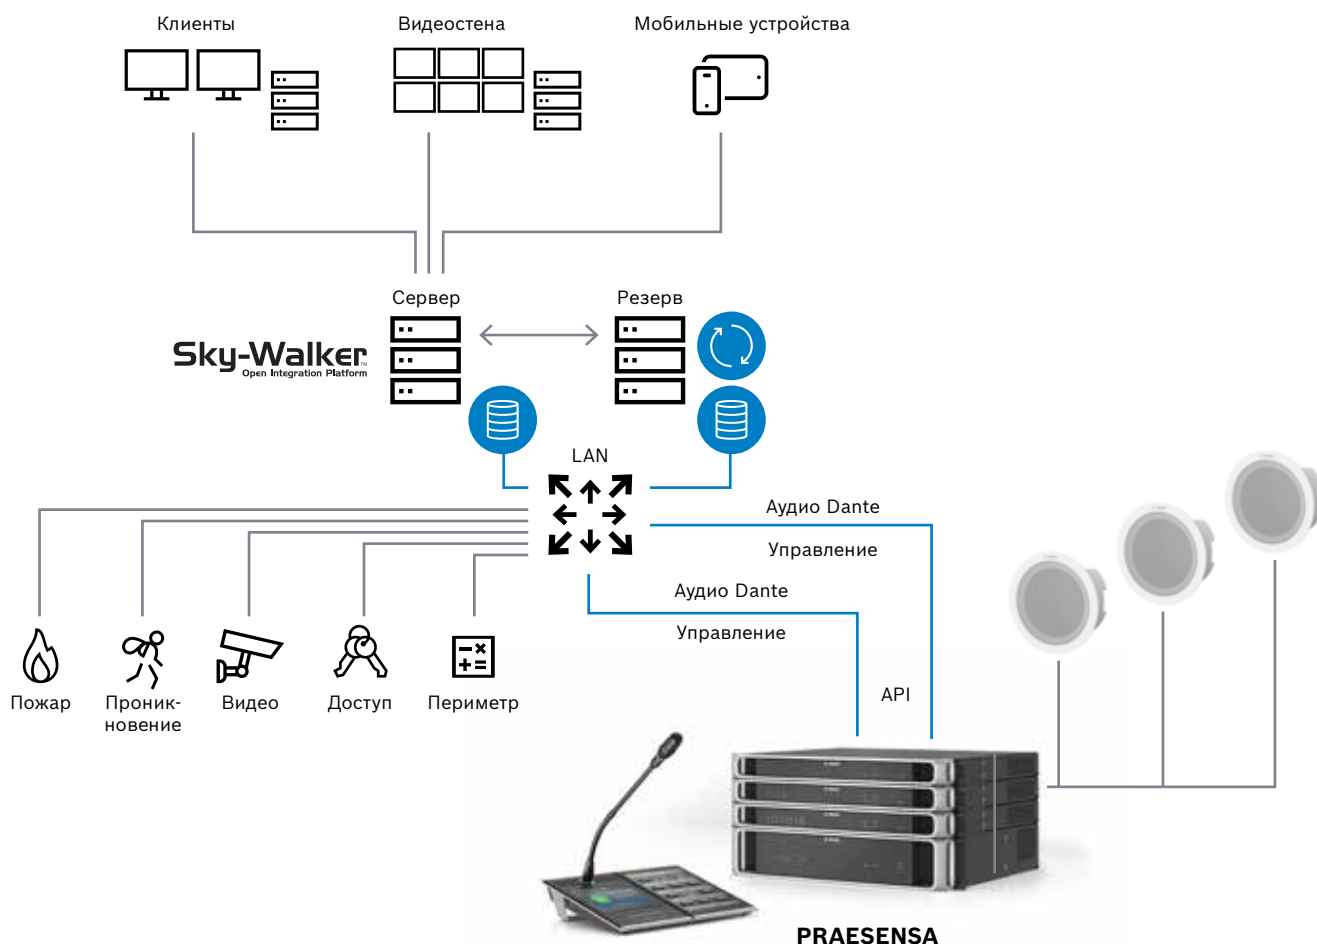 Клиенты
Видеостена
Мобильные устройства
Сервер
Резерв
Sky-Walker™
Open Integration Platform
LAN
Аудио Dante
Управление
Аудио Dante
Управление
API
Пожар
Проник-
новение
Видео
Доступ
Периметр
PRAESENSA